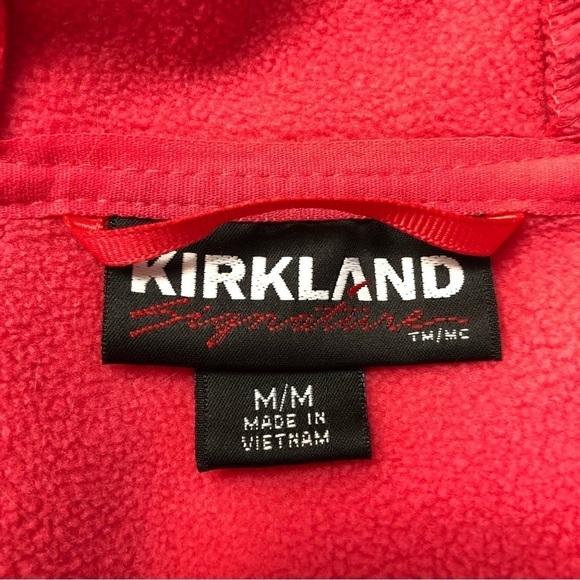 KIRKLAND
Signature
TM/MC
M/M
MADE IN
VIETNAM